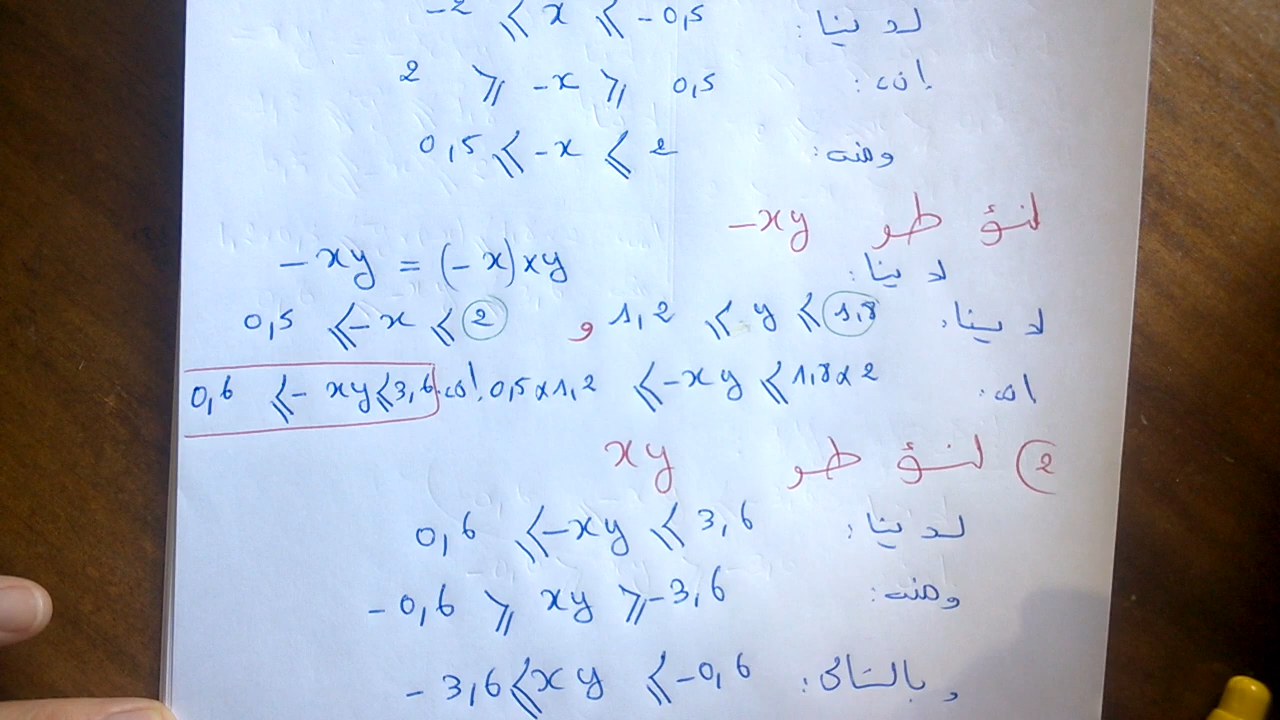 لدينا: -2 ⩽ x ⩽ -0,5
إذن: 2 ⩾ -x ⩾ 0,5
ومنه: 0,5 ⩽ -x ⩽ 2
لنؤطر -xy
لدينا: -xy = (-x)×y
لدينا: 0,5 ⩽ -x ⩽ 2 و 1,2 ⩽ y ⩽ 1,8
إذن: 0,5×1,2 ⩽ -xy ⩽ 1,8×2 إذن: 0,6 ⩽ -xy ⩽ 3,6
2) لنؤطر xy
لدينا: 0,6 ⩽ -xy ⩽ 3,6
ومنه: -0,6 ⩾ xy ⩾ -3,6
وبالتالي: -3,6 ⩽ xy ⩽ -0,6